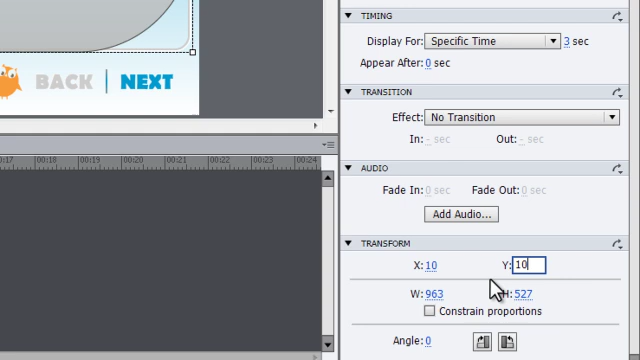 TIMING
Display For: Specific Time 3 sec
Appear After: 0 sec
BACK | NEXT
TRANSITION
Effect: No Transition
In: - sec Out: - sec
:17 00:18 00:19 00:20 00:21 00:22 00:23 00:24
AUDIO
Fade In: 0 sec Fade Out: 0 sec
Add Audio...
TRANSFORM
X: 10 Y: 10
W: 963 H: 527
Constrain proportions
Angle: 0